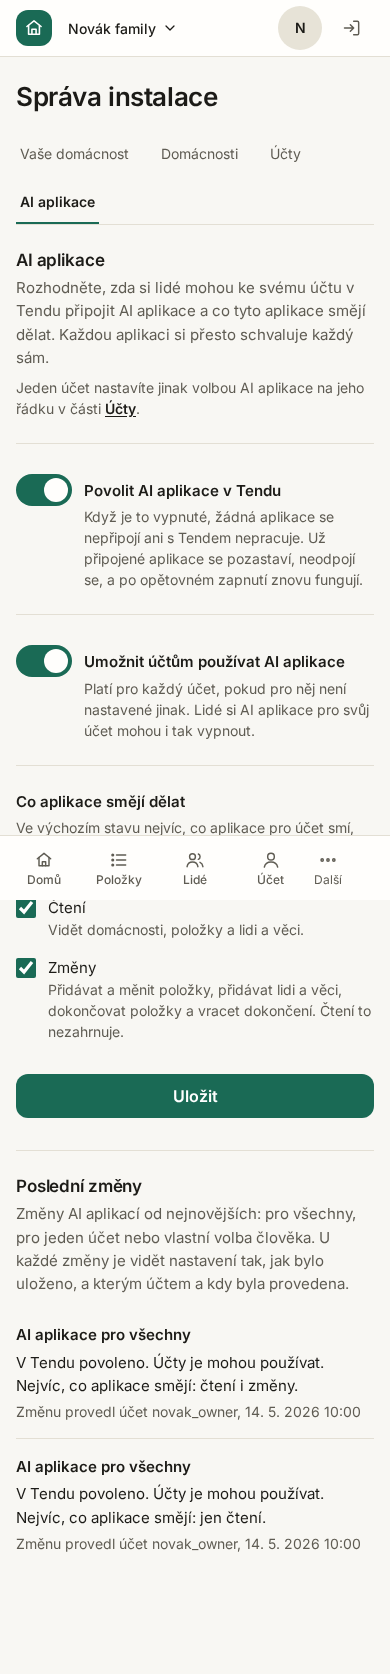 Novák family
N
Správa instalace
Vaše domácnost
Domácnosti
Účty
AI aplikace
AI aplikace
Rozhodněte, zda si lidé mohou ke svému účtu v
Tendu připojit AI aplikace a co tyto aplikace smějí
dělat. Každou aplikaci si přesto schvaluje každý
sám.
Jeden účet nastavíte jinak volbou AI aplikace na jeho
řádku v části Účty.
Povolit AI aplikace v Tendu
Když je to vypnuté, žádná aplikace se
nepřipojí ani s Tendem nepracuje. Už
připojené aplikace se pozastaví, neodpojí
se, a po opětovném zapnutí znovu fungují.
Umožnit účtům používat AI aplikace
Platí pro každý účet, pokud pro něj není
nastavené jinak. Lidé si AI aplikace pro svůj
účet mohou i tak vypnout.
Co aplikace smějí dělat
Ve výchozím stavu nejvíc, co aplikace pro účet smí,
Domů
Položky
Lidé
Účet
Další
Čtení
Vidět domácnosti, položky a lidi a věci.
Změny
Přidávat a měnit položky, přidávat lidi a věci,
dokončovat položky a vracet dokončení. Čtení to
nezahrnuje.
Uložit
Poslední změny
Změny AI aplikací od nejnovějších: pro všechny,
pro jeden účet nebo vlastní volba člověka. U
každé změny je vidět nastavení tak, jak bylo
uloženo, a kterým účtem a kdy byla provedena.
AI aplikace pro všechny
V Tendu povoleno. Účty je mohou používat.
Nejvíc, co aplikace smějí: čtení i změny.
Změnu provedl účet novak_owner, 14. 5. 2026 10:00
AI aplikace pro všechny
V Tendu povoleno. Účty je mohou používat.
Nejvíc, co aplikace smějí: jen čtení.
Změnu provedl účet novak_owner, 14. 5. 2026 10:00